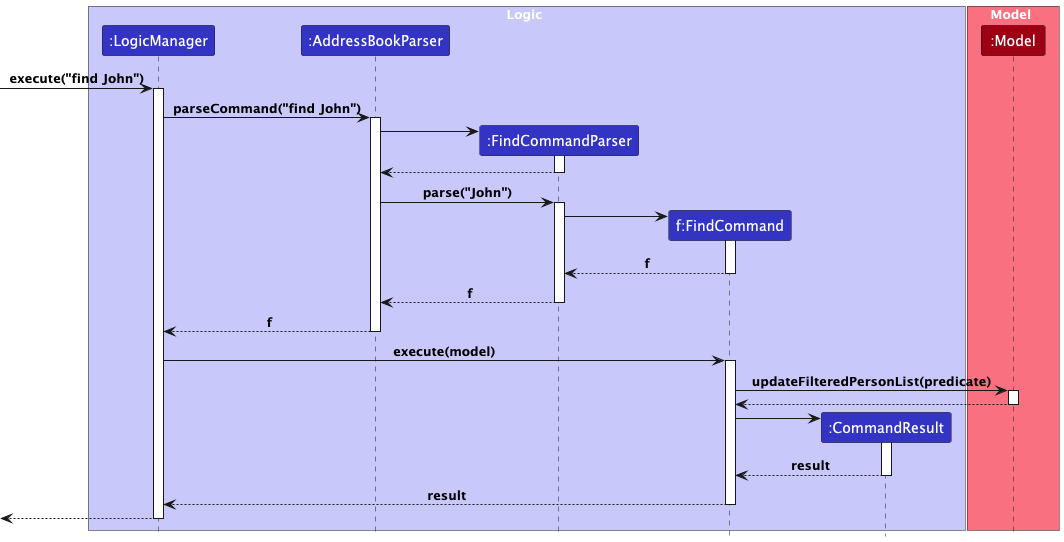 Logic
Model
:LogicManager
:AddressBookParser
:Model
execute("find John")
parseCommand("find John")
:FindCommandParser
parse("John")
f:FindCommand
f
f
f
execute(model)
updateFilteredPersonList(predicate)
:CommandResult
result
result